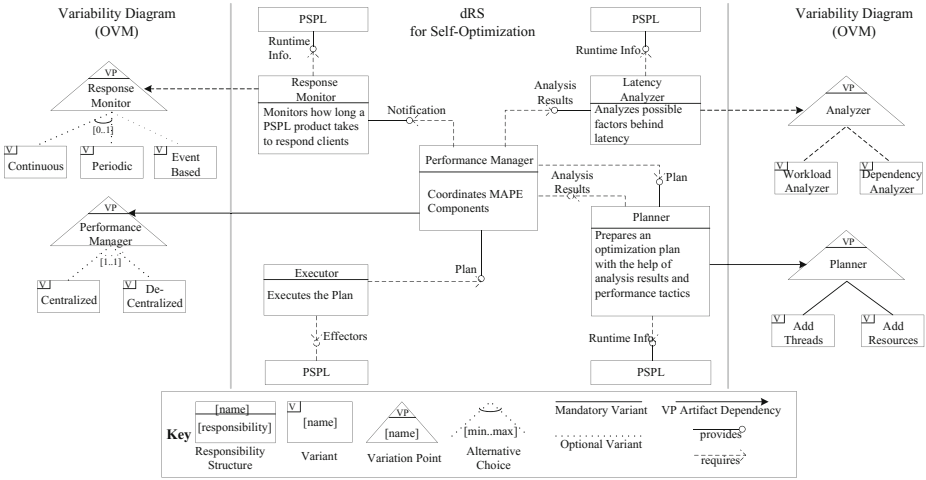 Variability Diagram
(OVM)
PSPL
dRS
for Self-Optimization
PSPL
Variability Diagram
(OVM)
Runtime
Info.
Runtime Info.
VP
Response
Monitor
[0..1]
V
Continuous
V
Periodic
V
Event
Based
Response
Monitor
Monitors how long a
PSPL product takes
to respond clients
Notification
Analysis
Results
Latency
Analyzer
Analyzes possible
factors behind
latency
VP
Analyzer
V
Workload
Analyzer
V
Dependency
Analyzer
Performance Manager
Coordinates MAPE
Components
Analysis
Results
Plan
VP
Performance
Manager
[1..1]
V
Centralized
V
De-
Centralized
Planner
Prepares an
optimization plan
with the help of
analysis results and
performance tactics
VP
Planner
V
Add
Threads
V
Add
Resources
Executor
Executes the Plan
Plan
Effectors
Runtime Info.
PSPL
PSPL
Key
[name]
[responsibility]
Responsibility
Structure
V
[name]
Variant
VP
[name]
Variation Point
[min..max]
Alternative
Choice
Mandatory Variant
Optional Variant
VP Artifact Dependency
provides
requires